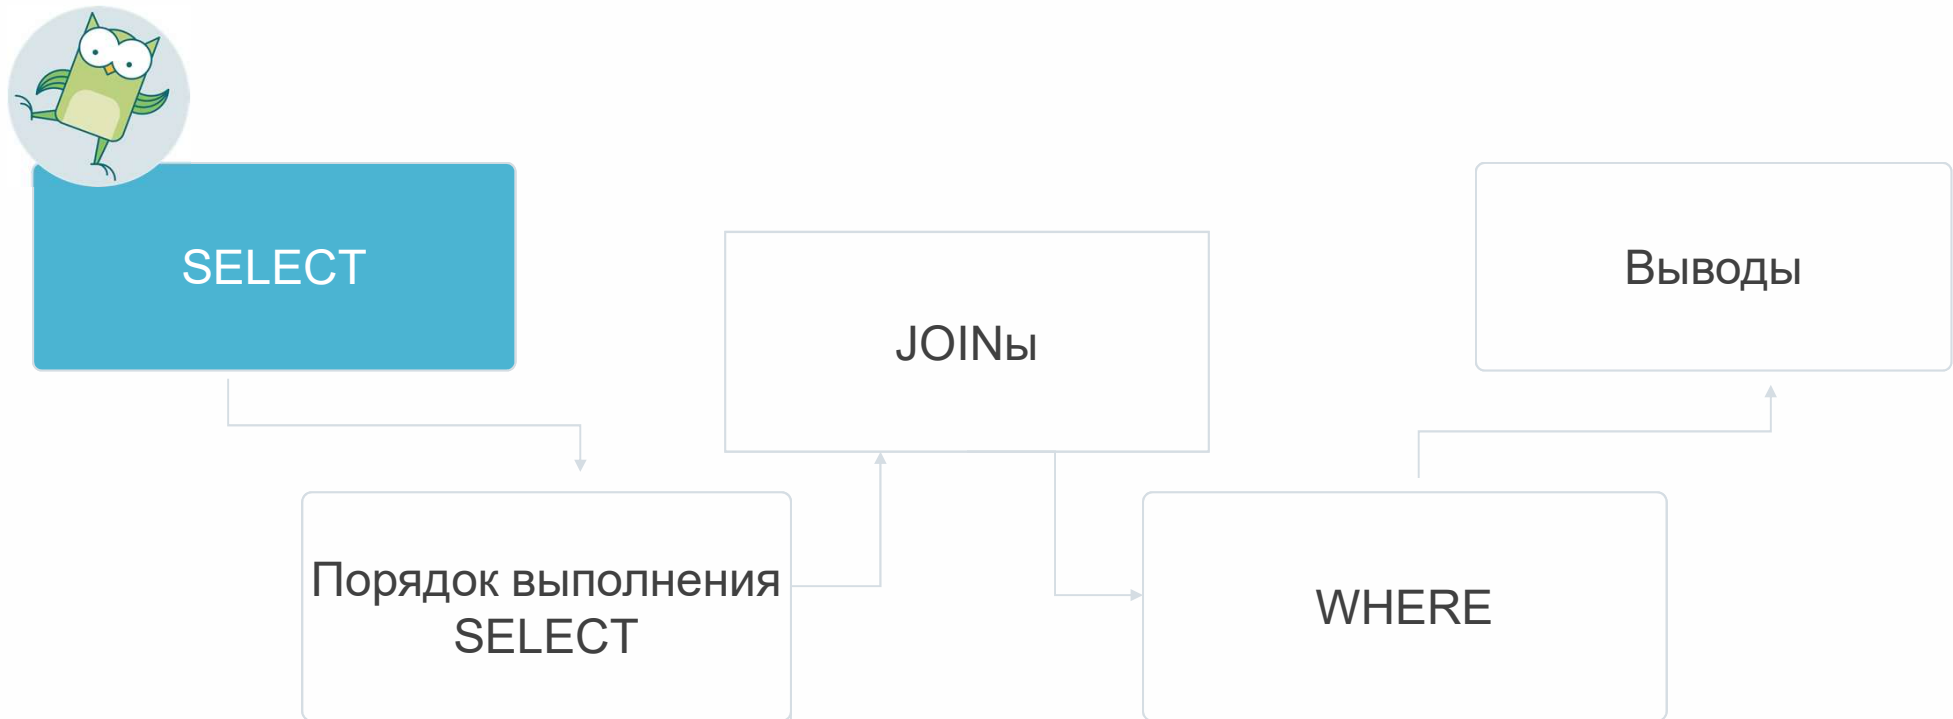 SELECT
Порядок выполнения
SELECT
JOINы
WHERE
Выводы